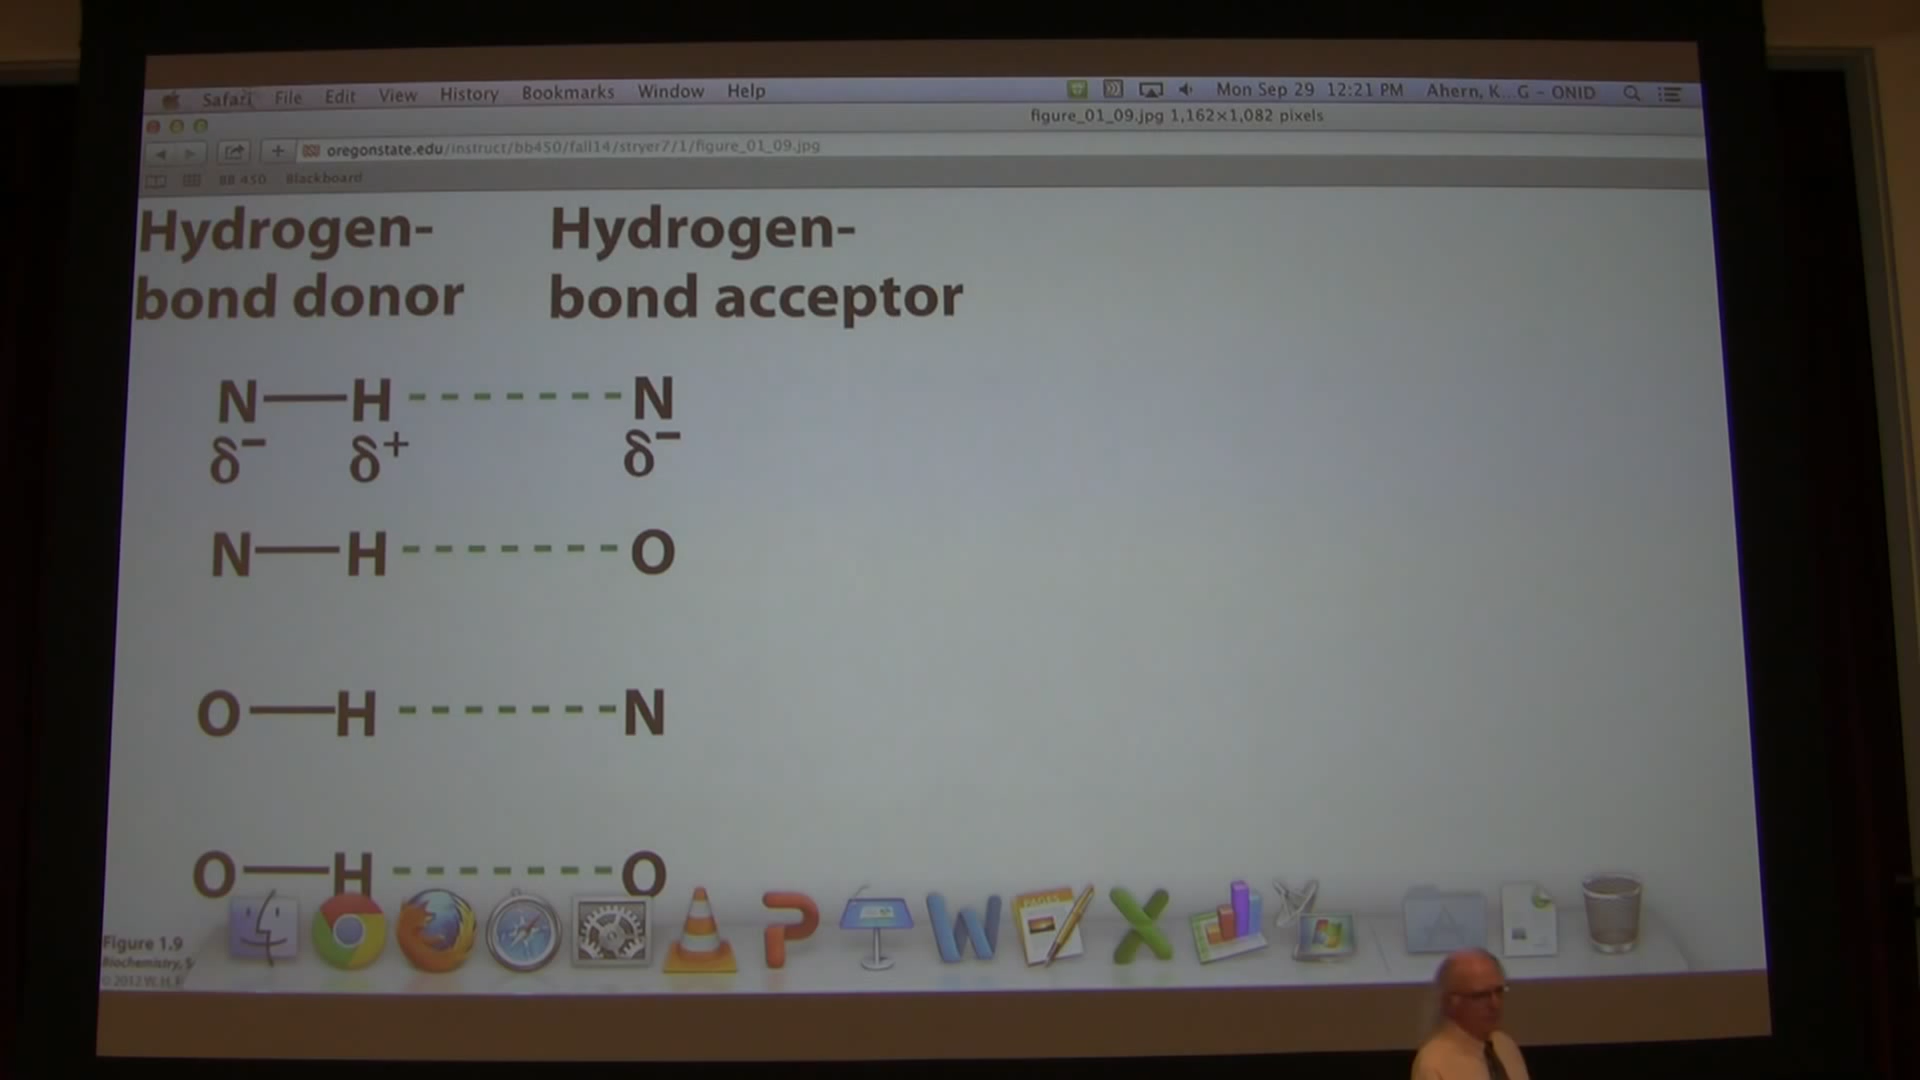 Safari File Edit View History Bookmarks Window Help Mon Sep 29 12:21 PM Ahern, K...G - ONID
figure_01_09.jpg 1,162×1,082 pixels
oregonstate.edu/instruct/bb450/fall14/stryer7/1/figure_01_09.jpg
BB 450 Blackboard
Hydrogen- Hydrogen-
bond donor bond acceptor
N—H-------N
δ⁻ δ⁺ δ⁻
N—H-------O
O—H-------N
O—H-------O
PAGES
Figure 1.9
Biochemistry,
© 2012 W. H.